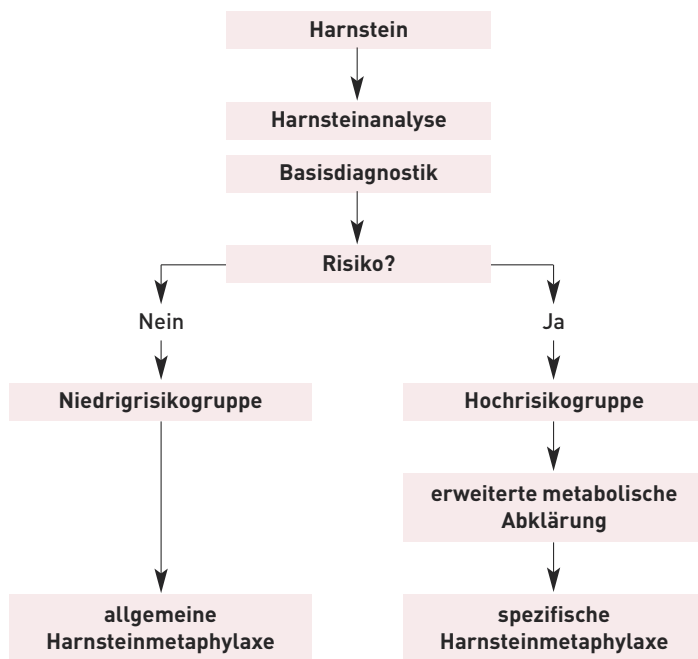 Harnstein
Harnsteinanalyse
Basisdiagnostik
Risiko?
Nein
Ja
Niedrigrisikogruppe
Hochrisikogruppe
erweiterte metabolische
Abklärung
allgemeine
Harnsteinmetaphylaxe
spezifische
Harnsteinmetaphylaxe